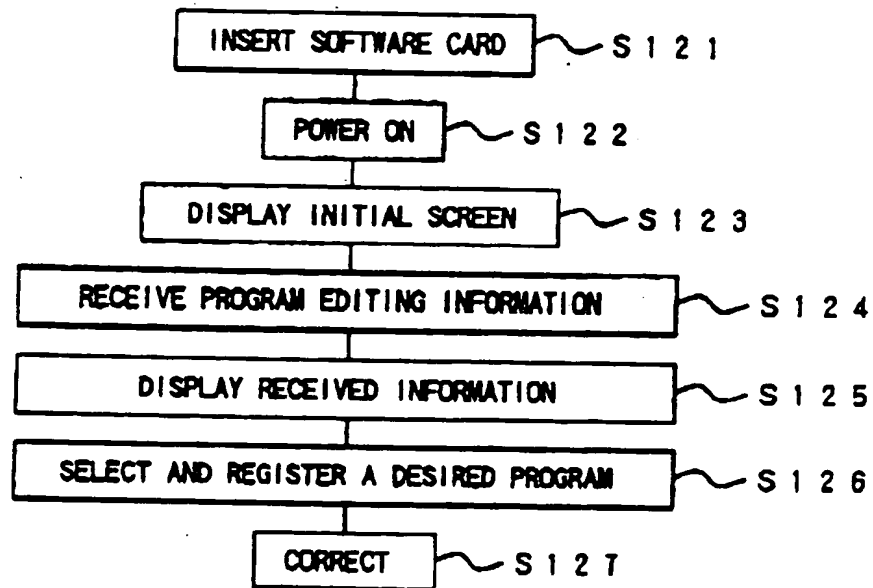 INSERT SOFTWARE CARD S121
POWER ON S122
DISPLAY INITIAL SCREEN S123
RECEIVE PROGRAM EDITING INFORMATION S124
DISPLAY RECEIVED INFORMATION S125
SELECT AND REGISTER A DESIRED PROGRAM S126
CORRECT S127